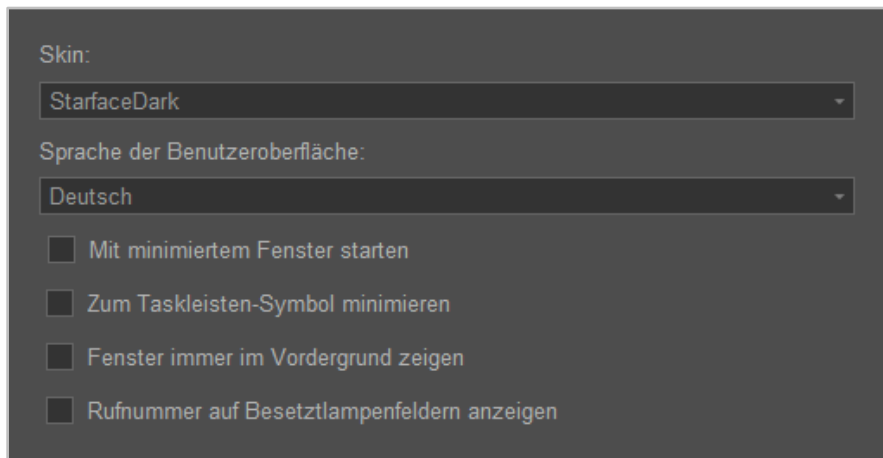 Skin:
StarfaceDark
Sprache der Benutzeroberfläche:
Deutsch
Mit minimiertem Fenster starten
Zum Taskleisten-Symbol minimieren
Fenster immer im Vordergrund zeigen
Rufnummer auf Besetztlampenfeldern anzeigen